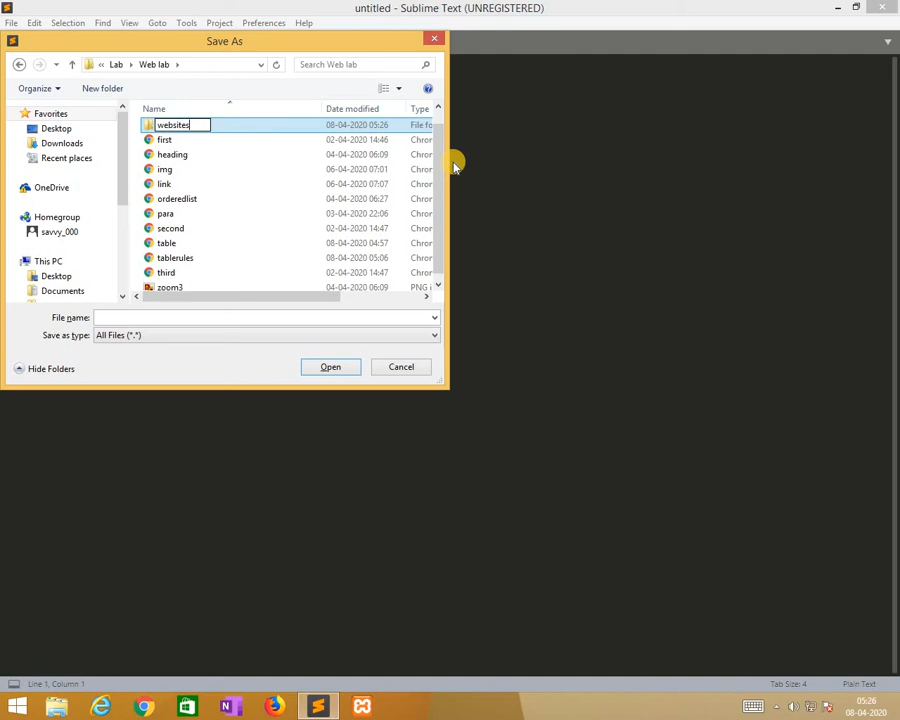 untitled - Sublime Text (UNREGISTERED)
File Edit Selection Find View Goto Tools Project Preferences Help
Save As
« Lab Web lab
Search Web lab
Organize New folder
Name Date modified Type
Favorites
Desktop
Downloads
Recent places
OneDrive
Homegroup
savvy_000
This PC
Desktop
Documents
websites 08-04-2020 05:26 File fo
first 02-04-2020 14:46 Chron
heading 04-04-2020 06:09 Chron
img 06-04-2020 07:01 Chron
link 06-04-2020 07:07 Chron
orderedlist 04-04-2020 06:27 Chron
para 03-04-2020 22:06 Chron
second 02-04-2020 14:47 Chron
table 08-04-2020 04:57 Chron
tablerules 08-04-2020 05:06 Chron
third 02-04-2020 14:47 Chron
zoom3 04-04-2020 06:09 PNG i
File name:
Save as type: All Files (*.*)
Hide Folders
Open Cancel
Line 1, Column 1
Tab Size: 4 Plain Text
05:26
08-04-2020